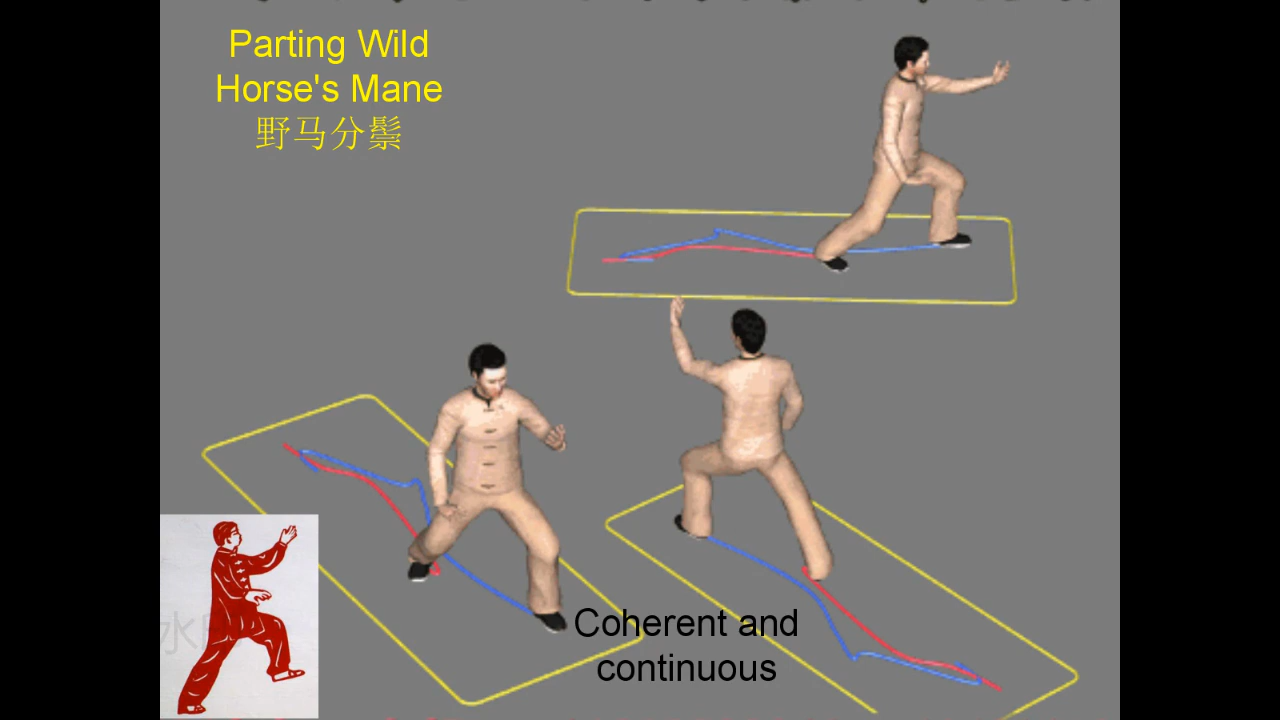 Parting Wild
Horse's Mane
野马分鬃
Coherent and
continuous